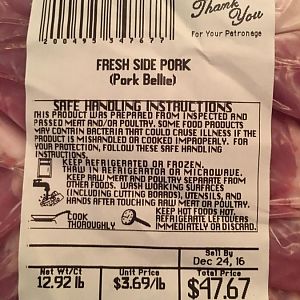 200495 347677
Thank
You
For Your Patronage
FRESH SIDE PORK
(Pork Bellie)
SAFE HANDLING INSTRUCTIONS
THIS PRODUCT WAS PREPARED FROM INSPECTED AND
PASSED MEAT AND/OR POULTRY. SOME FOOD PRODUCTS
MAY CONTAIN BACTERIA THAT COULD CAUSE ILLNESS IF THE
PRODUCT IS MISHANDLED OR COOKED IMPROPERLY. FOR
YOUR PROTECTION, FOLLOW THESE SAFE HANDLING
INSTRUCTIONS.
KEEP REFRIGERATED OR FROZEN.
THAW IN REFRIGERATOR OR MICROWAVE.
KEEP RAW MEAT AND POULTRY SEPARATE FROM
OTHER FOODS. WASH WORKING SURFACES
(INCLUDING CUTTING BOARDS), UTENSILS, AND
HANDS AFTER TOUCHING RAW MEAT OR POULTRY.
COOK
THOROUGHLY
KEEP HOT FOODS HOT.
REFRIGERATE LEFTOVERS
IMMEDIATELY OR DISCARD.
Sell By
Dec 24, 16
Net Wt/Ct
12.92 lb
Unit Price
$3.69/lb
Total Price
$47.67